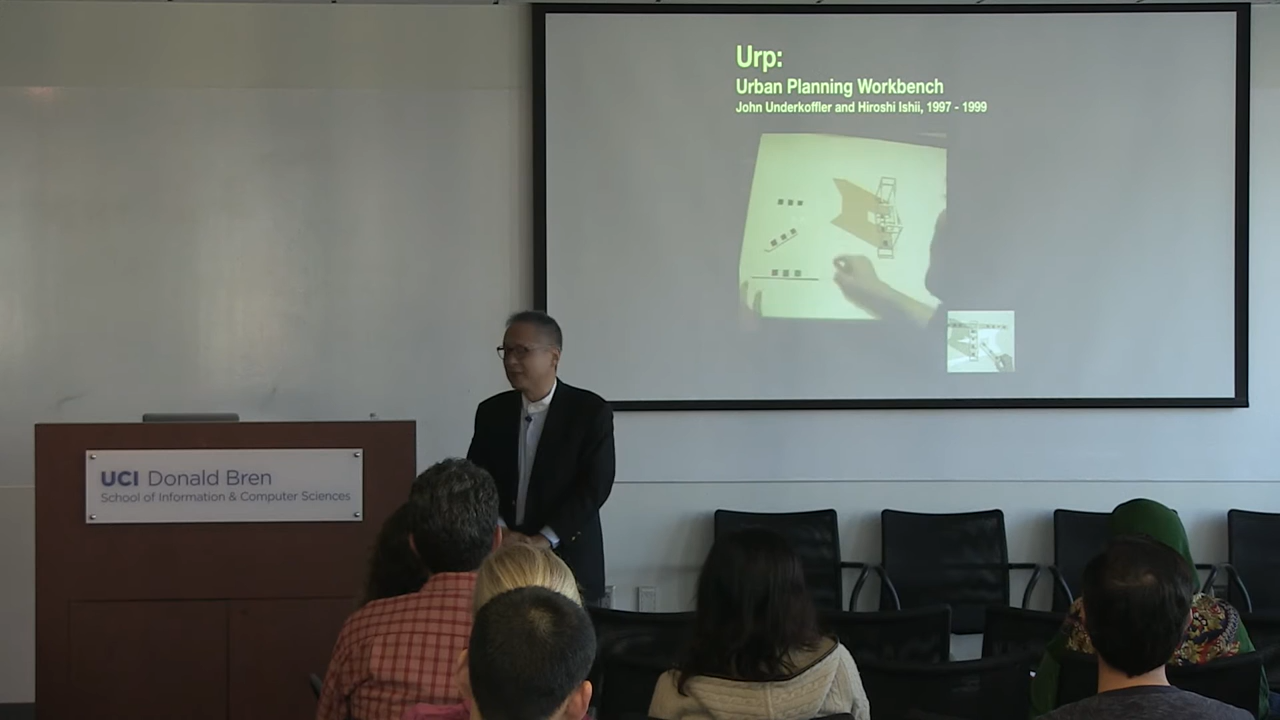 Urp:
Urban Planning Workbench
John Underkoffler and Hiroshi Ishii, 1997 - 1999
UCI Donald Bren
School of Information & Computer Sciences